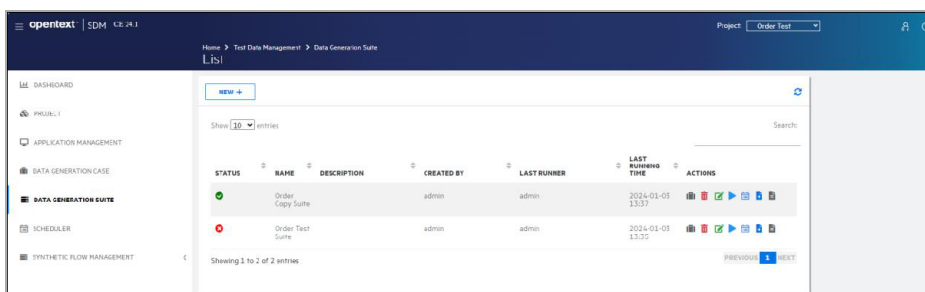 opentext™ | SDM CE 24.1
Project: Order Test
Home > Test Data Management > Data Generation Suite
List
DASHBOARD
PROJECT
APPLICATION MANAGEMENT
DATA GENERATION CASE
DATA GENERATION SUITE
SCHEDULER
SYNTHETIC FLOW MANAGEMENT
NEW +
Show 10 entries
Search:
STATUS NAME DESCRIPTION CREATED BY LAST RUNNER LAST RUNNING TIME ACTIONS
Order Copy Suite admin admin 2024-01-03 13:37
Order Test Suite admin admin 2024-01-03 13:35
Showing 1 to 2 of 2 entries
PREVIOUS 1 NEXT